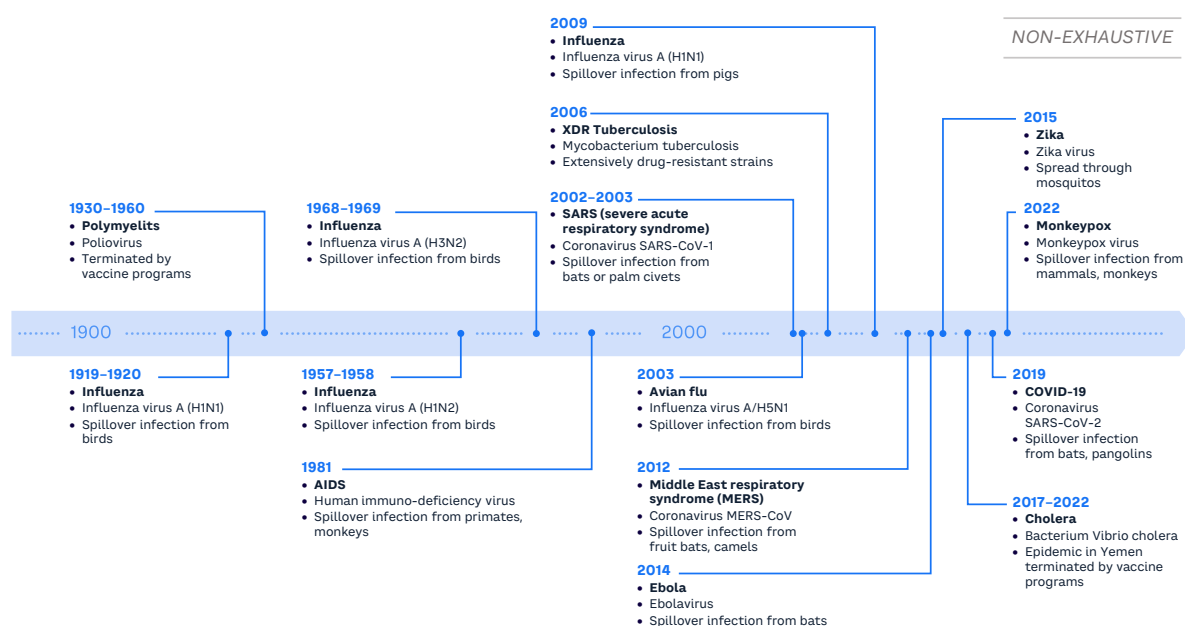 NON-EXHAUSTIVE
2009
• Influenza
• Influenza virus A (H1N1)
• Spillover infection from pigs
2006
• XDR Tuberculosis
• Mycobacterium tuberculosis
• Extensively drug-resistant strains
2002–2003
• SARS (severe acute
respiratory syndrome)
• Coronavirus SARS-CoV-1
• Spillover infection from
bats or palm civets
2015
• Zika
• Zika virus
• Spread through
mosquitos
1930–1960
• Polymyelits
• Poliovirus
• Terminated by
vaccine programs
1968–1969
• Influenza
• Influenza virus A (H3N2)
• Spillover infection from birds
2022
• Monkeypox
• Monkeypox virus
• Spillover infection from
mammals, monkeys
1900
2000
1919–1920
• Influenza
• Influenza virus A (H1N1)
• Spillover infection from
birds
1957–1958
• Influenza
• Influenza virus A (H1N2)
• Spillover infection from birds
1981
• AIDS
• Human immuno-deficiency virus
• Spillover infection from primates,
monkeys
2003
• Avian flu
• Influenza virus A/H5N1
• Spillover infection from birds
2012
• Middle East respiratory
syndrome (MERS)
• Coronavirus MERS-CoV
• Spillover infection from
fruit bats, camels
2014
• Ebola
• Ebolavirus
• Spillover infection from bats
2019
• COVID-19
• Coronavirus
SARS-CoV-2
• Spillover infection
from bats, pangolins
2017–2022
• Cholera
• Bacterium Vibrio cholera
• Epidemic in Yemen
terminated by vaccine
programs